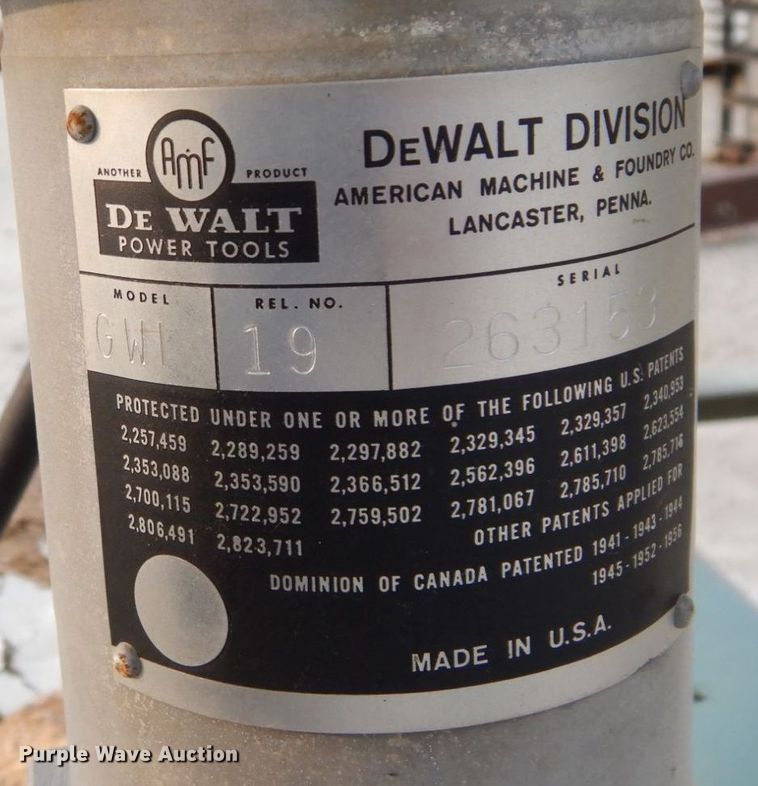 AMF
ANOTHER PRODUCT
DE WALT
POWER TOOLS
DEWALT DIVISION
AMERICAN MACHINE & FOUNDRY CO.
LANCASTER, PENNA.
MODEL REL. NO. SERIAL
GWI 19 263153
PROTECTED UNDER ONE OR MORE OF THE FOLLOWING U.S. PATENTS
2,257,459 2,289,259 2,297,882 2,329,345 2,329,357 2,340,953
2,353,088 2,353,590 2,366,512 2,562,396 2,611,398 2,623,554
2,700,115 2,722,952 2,759,502 2,781,067 2,785,710 2,785,716
2,806,491 2,823,711 OTHER PATENTS APPLIED FOR
DOMINION OF CANADA PATENTED 1941-1943-1944
1945-1952-1956
MADE IN U.S.A.
Purple Wave Auction